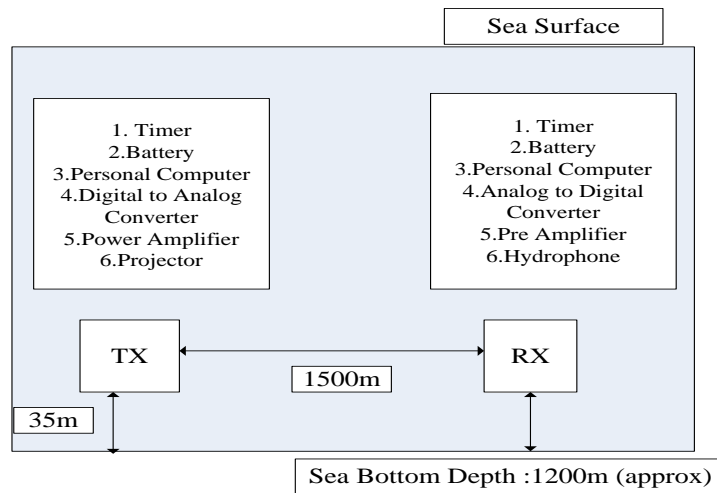 Sea Surface
1. Timer
2.Battery
3.Personal Computer
4.Digital to Analog
Converter
5.Power Amplifier
6.Projector
1. Timer
2.Battery
3.Personal Computer
4.Analog to Digital
Converter
5.Pre Amplifier
6.Hydrophone
TX
RX
1500m
35m
Sea Bottom Depth :1200m (approx)